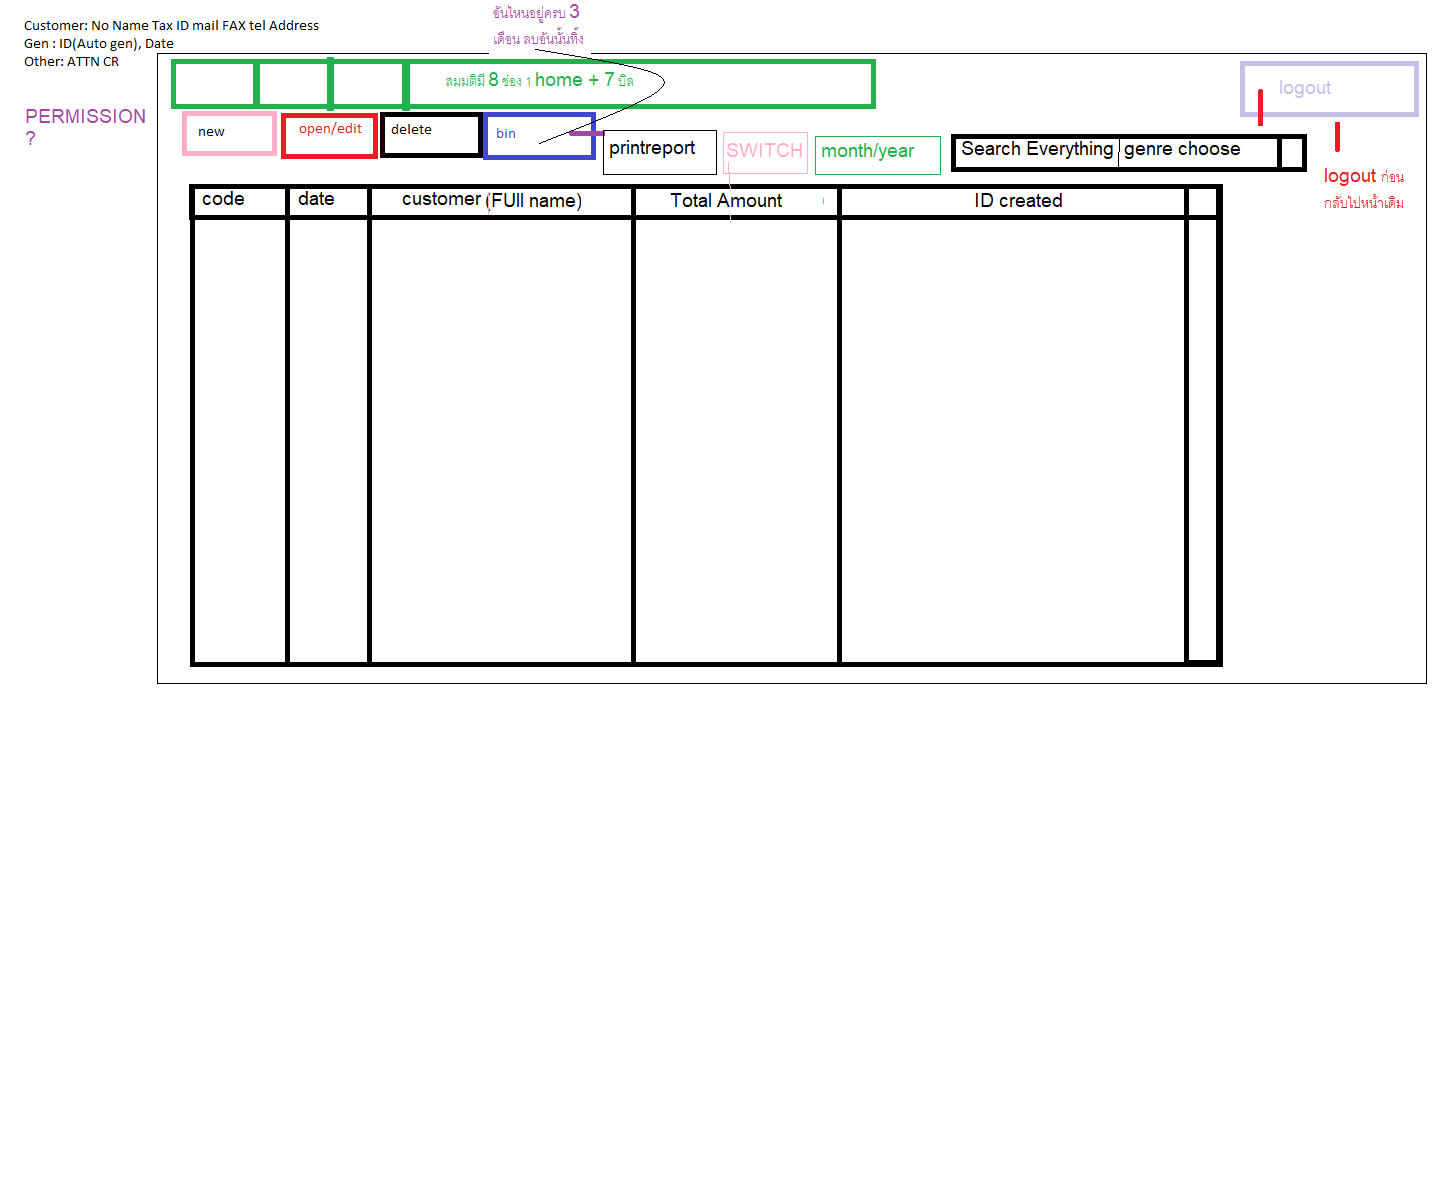 Customer: No Name Tax ID mail FAX tel Address
Gen : ID(Auto gen), Date
Other: ATTN CR
PERMISSION
?
อันไหนอยู่ครบ 3
เดือน ลบอันนั้นทิ้ง
สมมติมี 8 ช่อง 1 home + 7 บิล
logout
new
open/edit
delete
bin
printreport
SWITCH
month/year
Search Everything
genre choose
logout ก่อน
กลับไปหน้าเดิม
code
date
customer (FUll name)
Total Amount
ID created